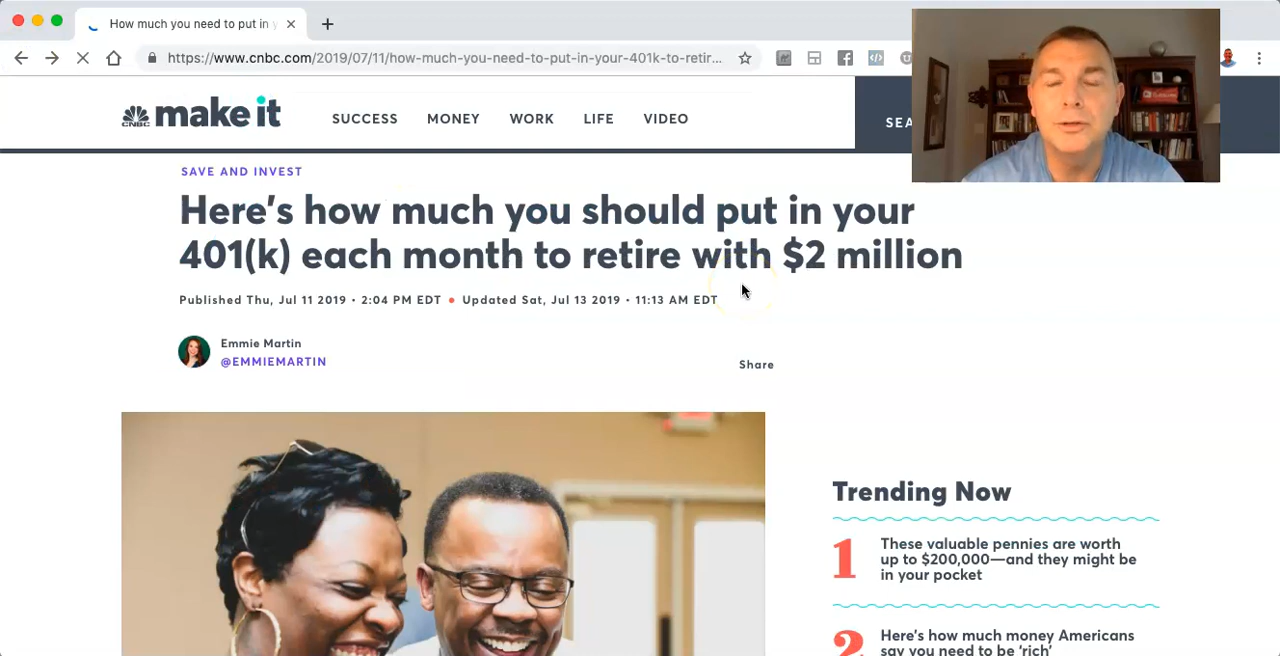 How much you need to put in y
https://www.cnbc.com/2019/07/11/how-much-you-need-to-put-in-your-401k-to-retir...
CNBC make it
SUCCESS MONEY WORK LIFE VIDEO
SEA
SAVE AND INVEST
Here's how much you should put in your
401(k) each month to retire with $2 million
Published Thu, Jul 11 2019 • 2:04 PM EDT • Updated Sat, Jul 13 2019 • 11:13 AM EDT
Emmie Martin
@EMMIEMARTIN
Share
Trending Now
1
These valuable pennies are worth
up to $200,000—and they might be
in your pocket
2
Here's how much money Americans
say you need to be 'rich'